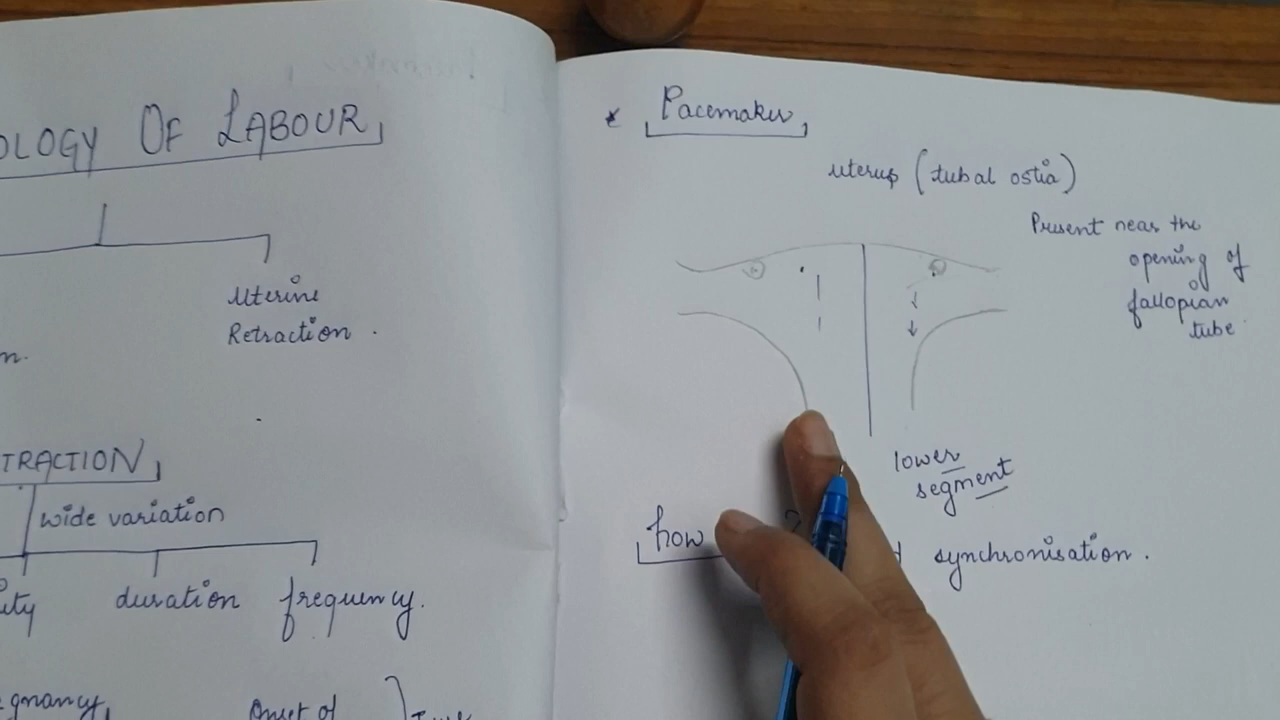 OLOGY OF LABOUR
Uterine
Retraction.
n.
TRACTION
wide variation
ity duration frequency.
gnancy, Onset of
* Pacemaker
uterus (tubal ostia)
Present near the
opening of
fallopian
tube
lower
segment
how ?
synchronisation.